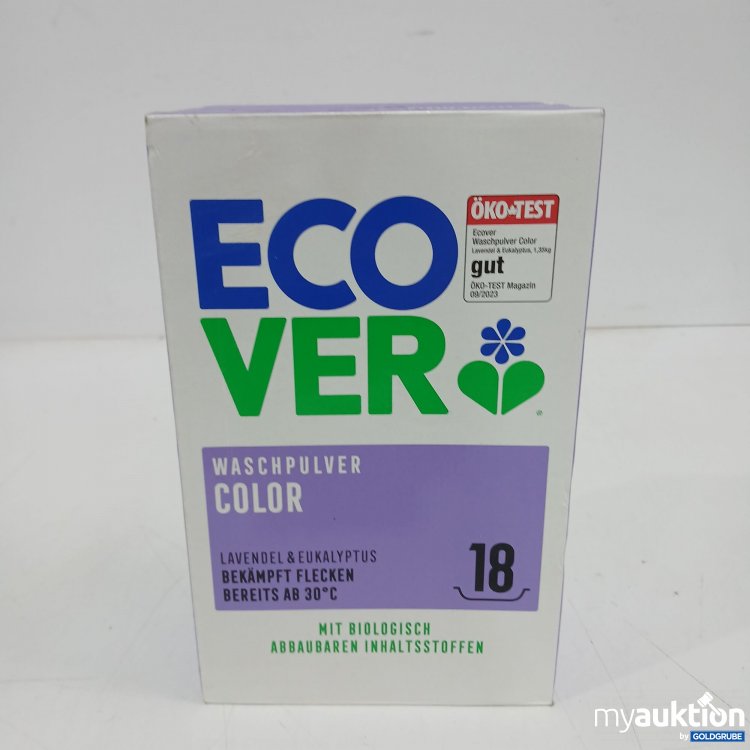 ECO
VER
ÖKO-TEST
Ecover
Waschpulver Color
Lavendel & Eukalyptus, 1,35kg
gut
ÖKO-TEST Magazin
09/2023
®
WASCHPULVER
COLOR
LAVENDEL & EUKALYPTUS
BEKÄMPFT FLECKEN
BEREITS AB 30°C
18
MIT BIOLOGISCH
ABBAUBAREN INHALTSSTOFFEN
myauktion
by GOLDGRUBE